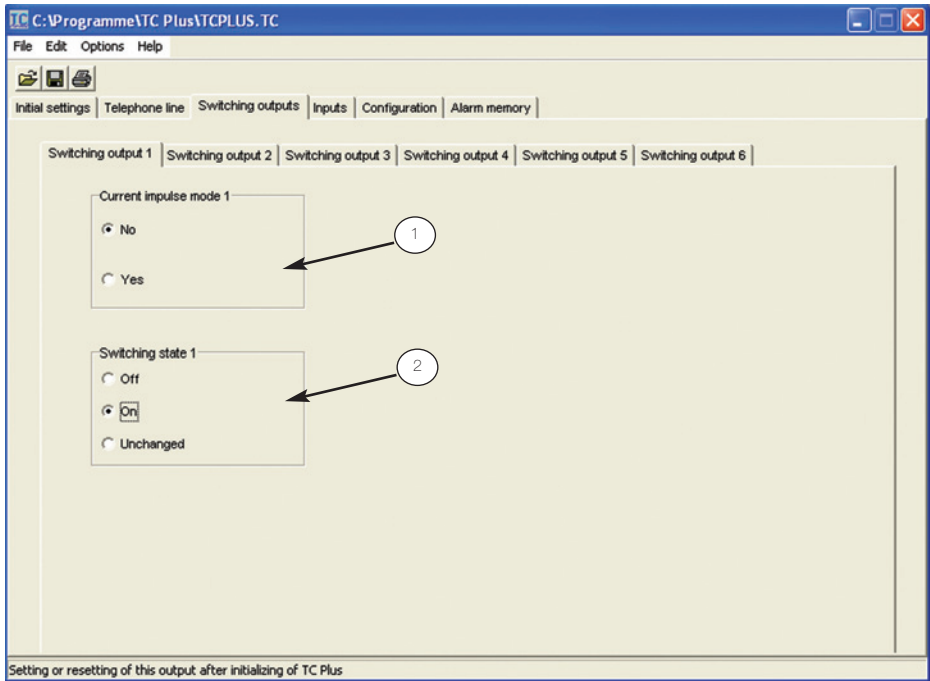 TC C:\Programme\TC Plus\TCPLUS.TC
File Edit Options Help
Initial settings Telephone line Switching outputs Inputs Configuration Alarm memory
Switching output 1 Switching output 2 Switching output 3 Switching output 4 Switching output 5 Switching output 6
Current impulse mode 1
No
1
Yes
Switching state 1
2
Off
On
Unchanged
Setting or resetting of this output after initializing of TC Plus